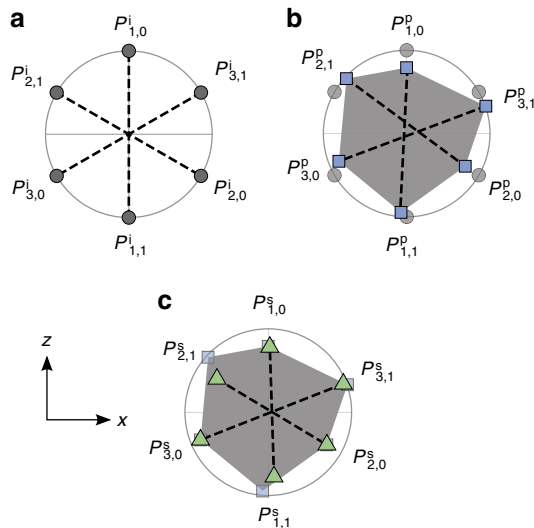 a
P^i_{1,0}
P^i_{2,1}
P^i_{3,1}
P^i_{3,0}
P^i_{2,0}
P^i_{1,1}
b
P^p_{1,0}
P^p_{2,1}
P^p_{3,1}
P^p_{3,0}
P^p_{2,0}
P^p_{1,1}
c
P^s_{1,0}
P^s_{2,1}
P^s_{3,1}
P^s_{3,0}
P^s_{2,0}
P^s_{1,1}
z
x